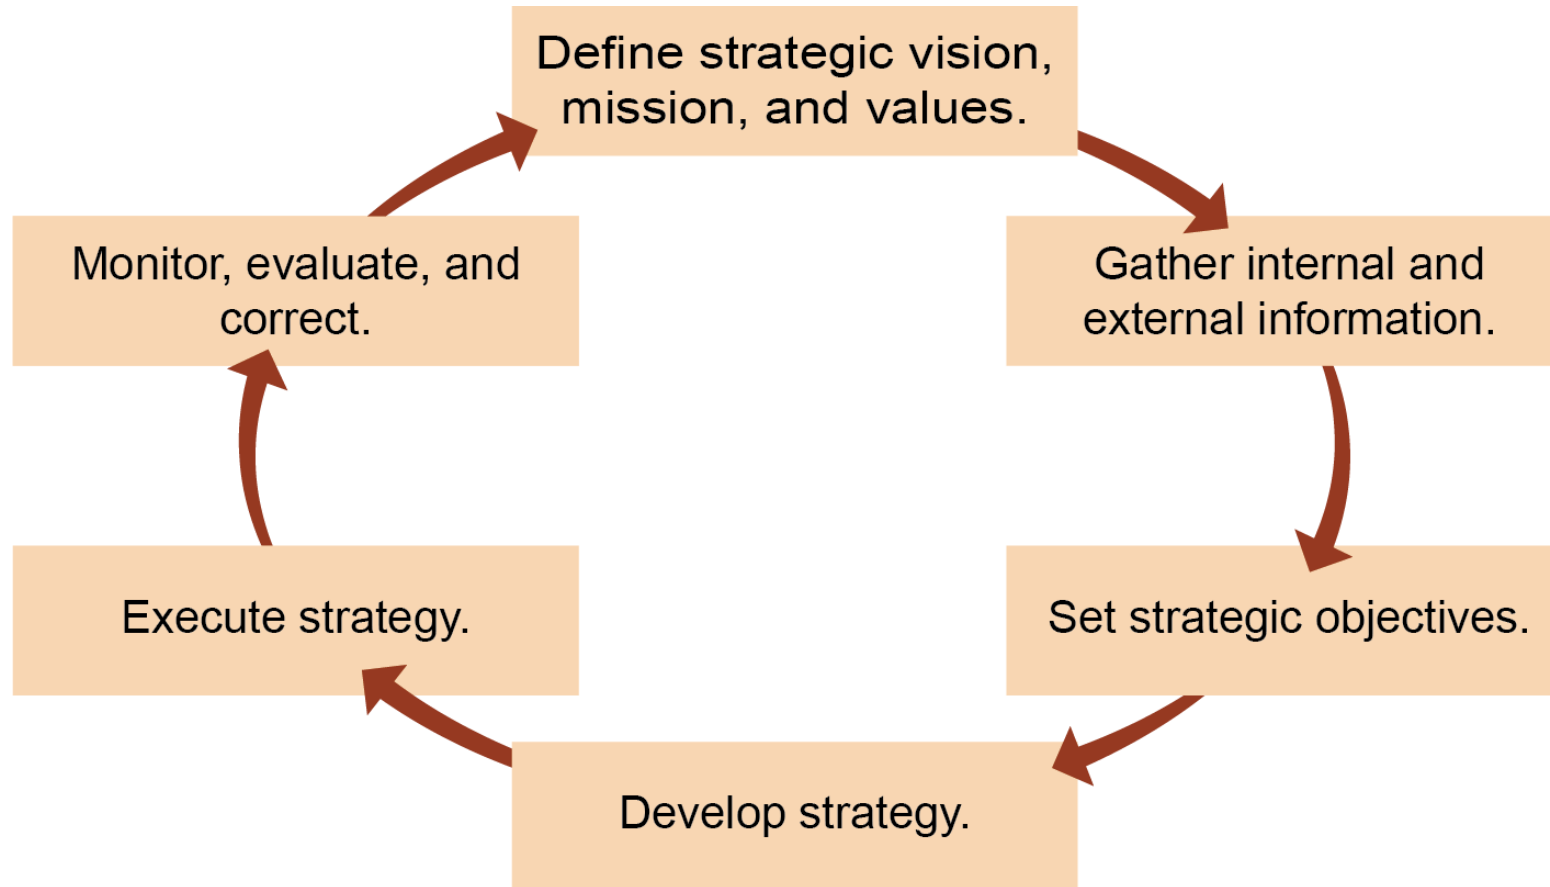 Define strategic vision,
mission, and values.
Gather internal and
external information.
Set strategic objectives.
Develop strategy.
Execute strategy.
Monitor, evaluate, and
correct.